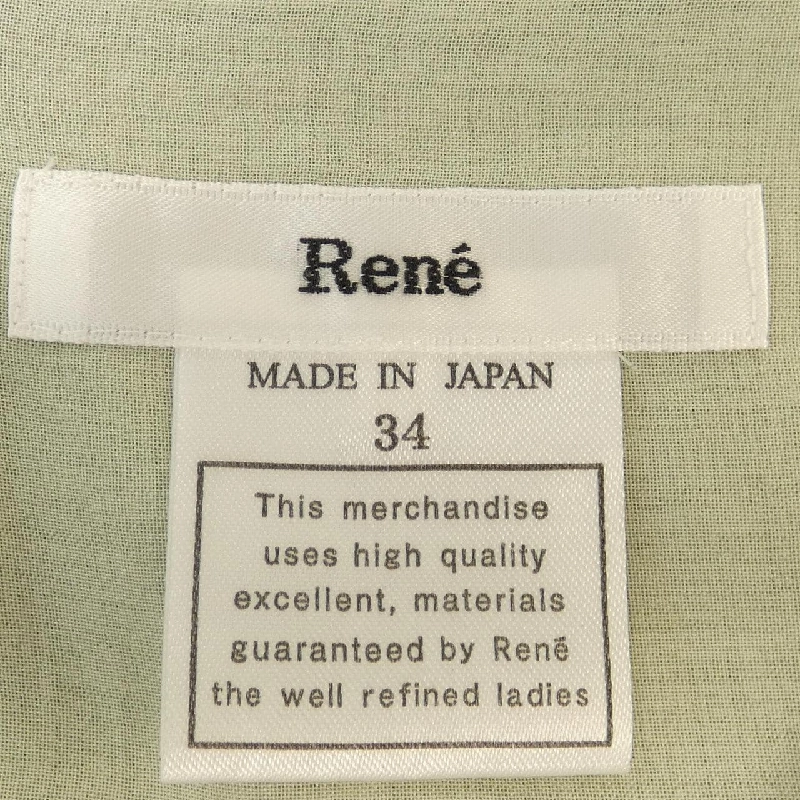 René
MADE IN JAPAN
34
This merchandise
uses high quality
excellent, materials
guaranteed by René
the well refined ladies